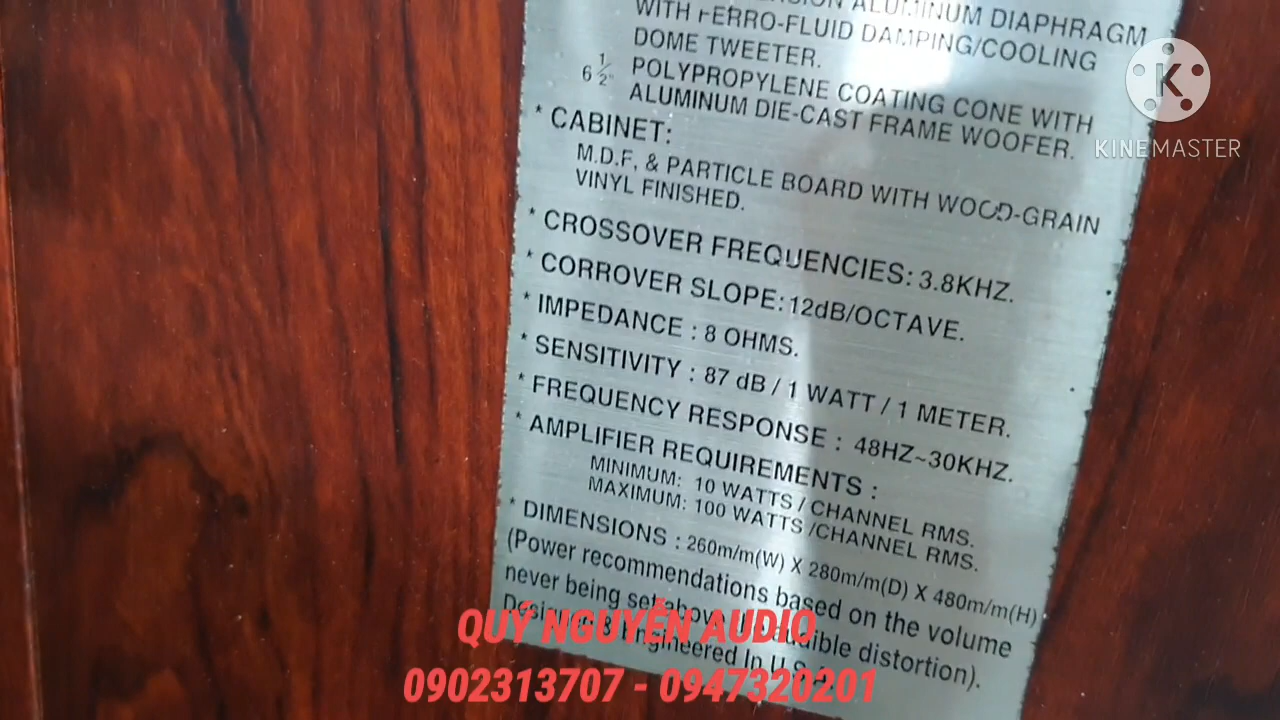 ALUMINUM DIAPHRAGM
WITH FERRO-FLUID DAMPING/COOLING
DOME TWEETER.
6 1/2" POLYPROPYLENE COATING CONE WITH
ALUMINUM DIE-CAST FRAME WOOFER.
* CABINET:
M.D.F, & PARTICLE BOARD WITH WOOD-GRAIN
VINYL FINISHED.
* CROSSOVER FREQUENCIES: 3.8KHZ.
* CORROVER SLOPE: 12dB/OCTAVE.
* IMPEDANCE : 8 OHMS.
* SENSITIVITY : 87 dB / 1 WATT / 1 METER.
* FREQUENCY RESPONSE : 48HZ~30KHZ.
* AMPLIFIER REQUIREMENTS :
MINIMUM: 10 WATTS / CHANNEL RMS.
MAXIMUM: 100 WATTS /CHANNEL RMS.
* DIMENSIONS : 260m/m(W) X 280m/m(D) X 480m/m(H)
(Power recommendations based on the volume
never being set above the audible distortion).
Designed & Engineered In U.S.A
K
KINEMASTER
QUÝ NGUYỄN AUDIO
0902313707 - 0947320201